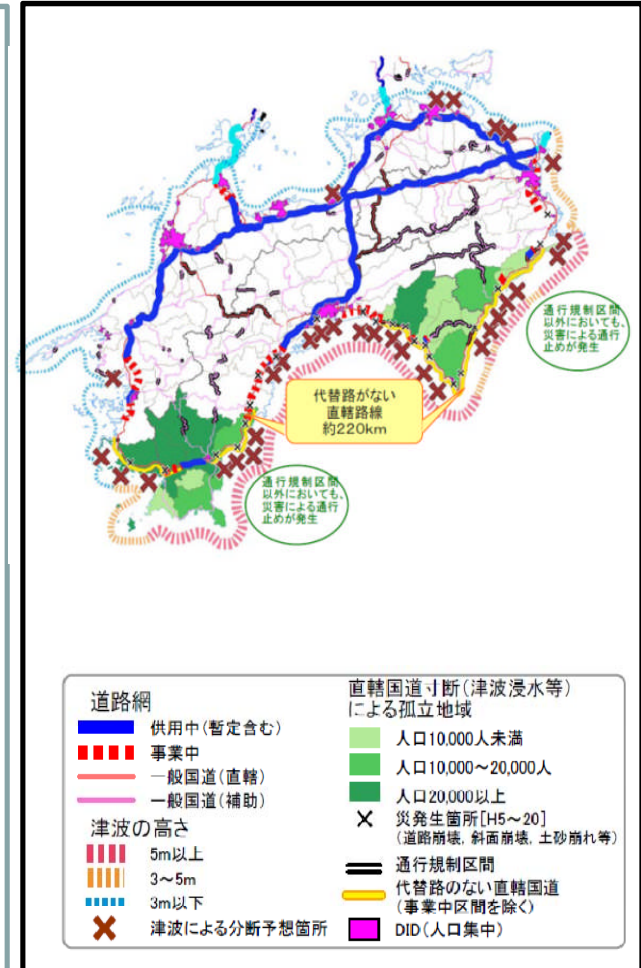 通行規制区間
以外においても、
災害による通行
止めが発生
代替路がない
直轄路線
約220km
通行規制区間
以外においても、
災害による通行
止めが発生
道路網
供用中(暫定含む)
事業中
一般国道(直轄)
一般国道(補助)
津波の高さ
5m以上
3～5m
3m以下
津波による分断予想箇所
直轄国道寸断(津波浸水等)
による孤立地域
人口10,000人未満
人口10,000～20,000人
人口20,000以上
災発生箇所[H5～20]
(道路崩壊, 斜面崩壊, 土砂崩れ等)
通行規制区間
代替路のない直轄国道
(事業中区間を除く)
DID(人口集中)